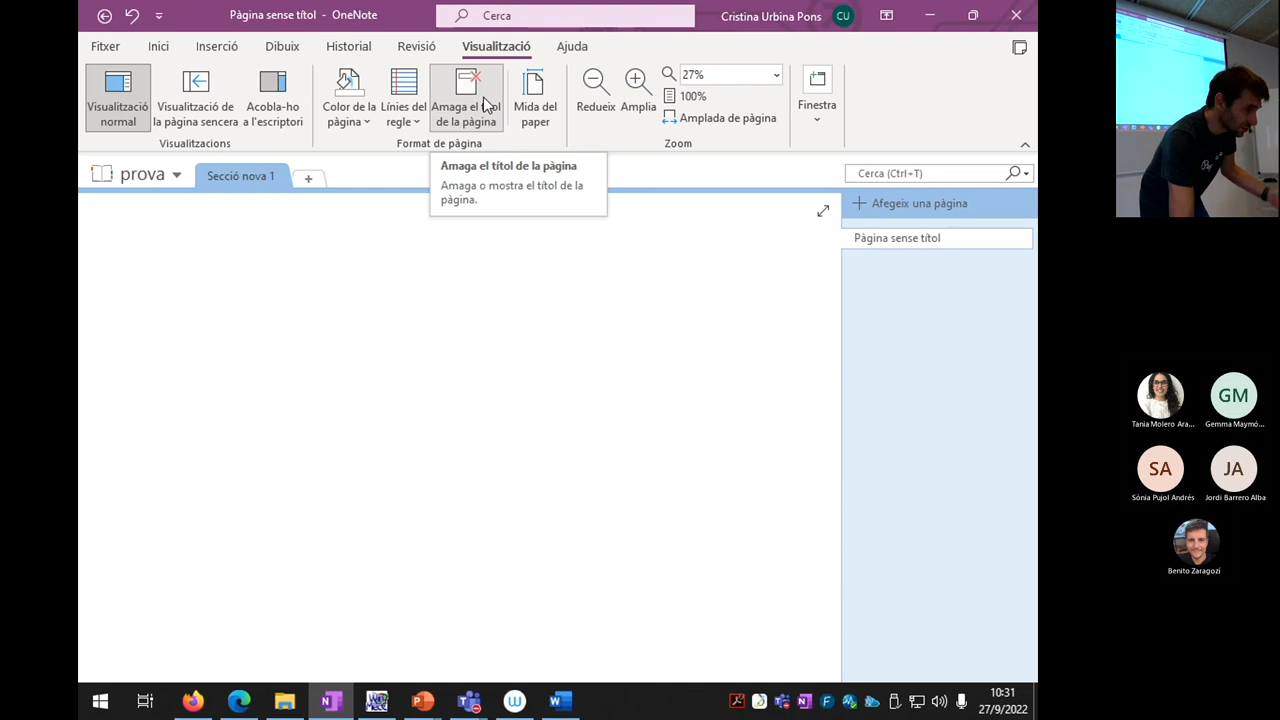 Pàgina sense títol - OneNote
Cerca
Cristina Urbina Pons
CU
Fitxer
Inici
Inserció
Dibuix
Historial
Revisió
Visualització
Ajuda
Visualització normal
Visualització de la pàgina sencera
Acobla-ho a l'escriptori
Visualitzacions
Color de la pàgina
Línies del regle
Amaga el títol de la pàgina
Mida del paper
Format de pàgina
Redueix
Amplia
27%
100%
Amplada de pàgina
Zoom
Finestra
Amaga el títol de la pàgina
Amaga o mostra el títol de la
pàgina.
prova
Secció nova 1
Cerca (Ctrl+T)
Afegeix una pàgina
Pàgina sense títol
GM
Tania Molero Ara...
Gemma Maymó...
SA
JA
Sònia Pujol Andrés
Jordi Barrero Alba
Benito Zaragozí
10:31
27/9/2022